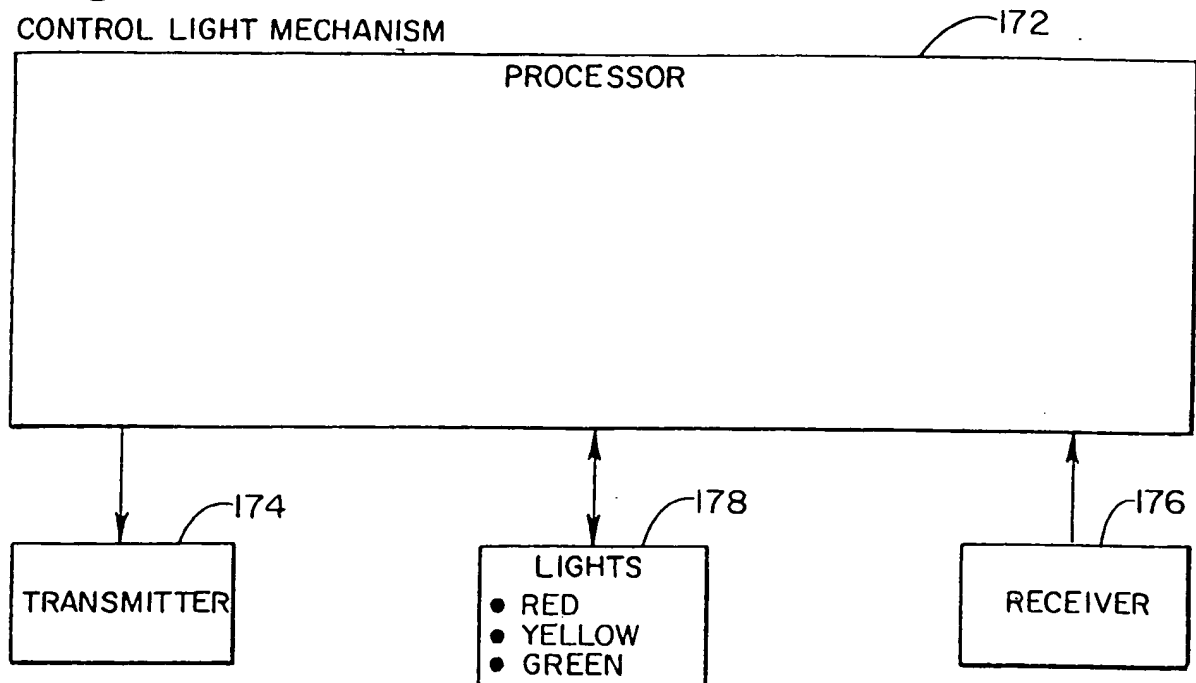 CONTROL LIGHT MECHANISM
172
PROCESSOR
174
178
176
TRANSMITTER
LIGHTS
• RED
• YELLOW
• GREEN
RECEIVER